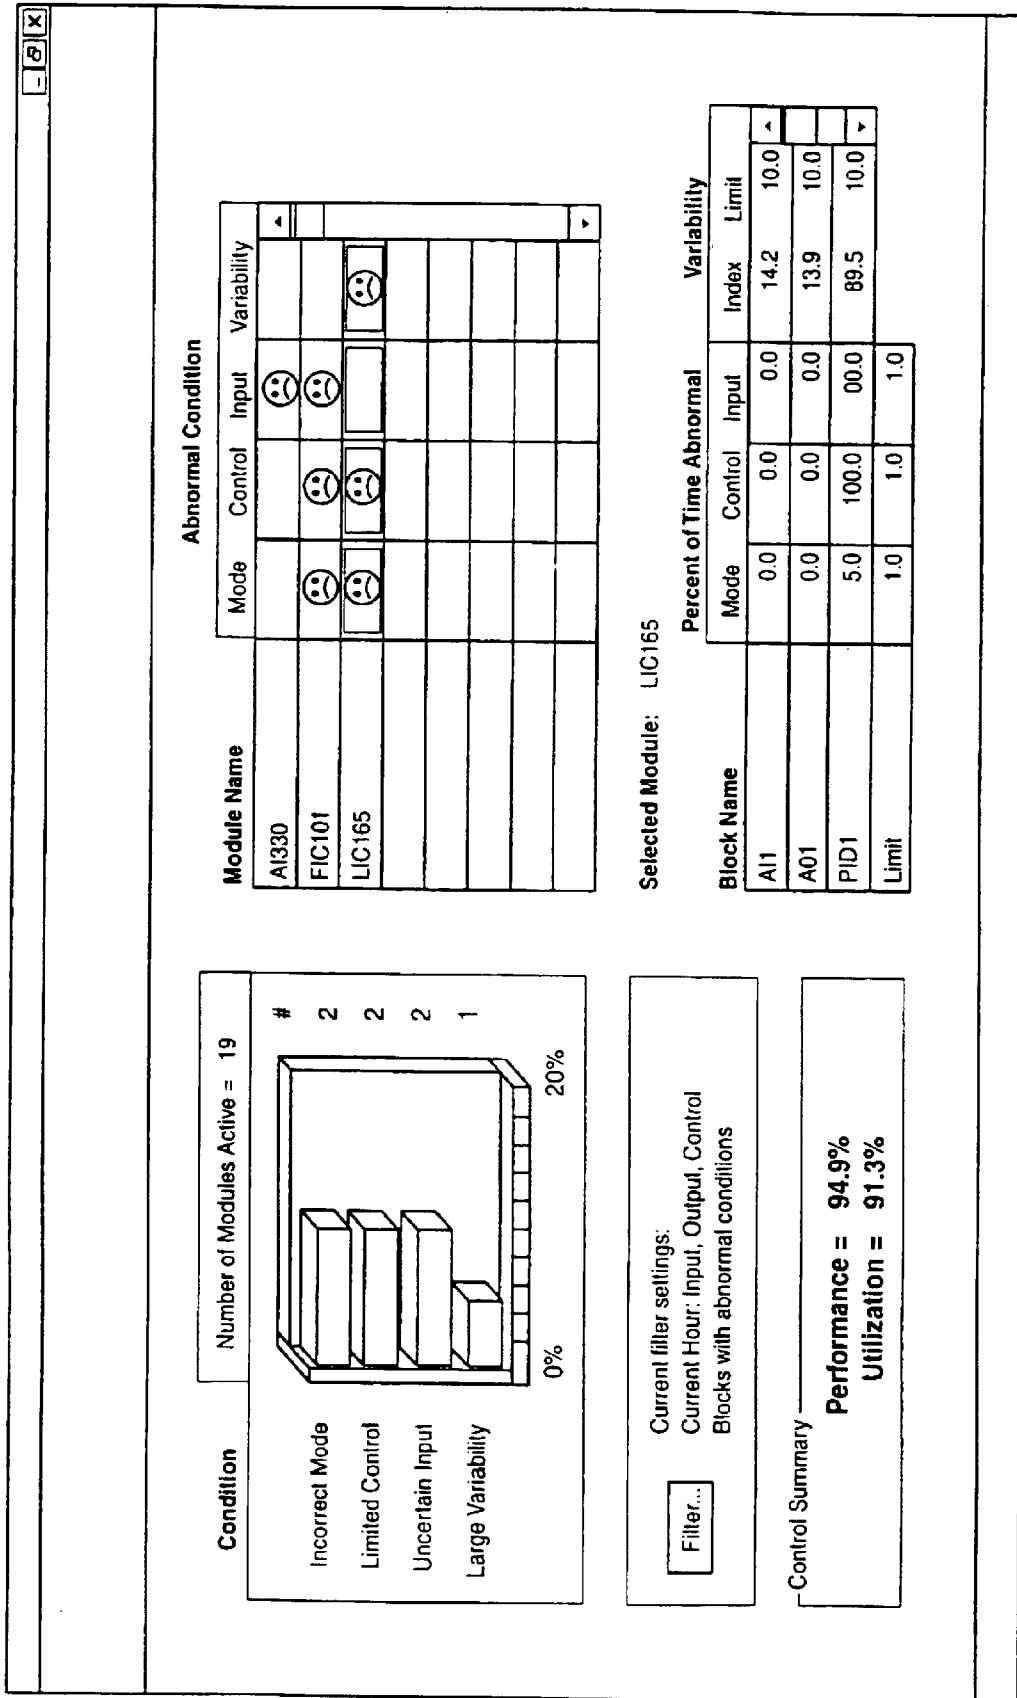 Condition
Number of Modules Active = 19
#
Incorrect Mode 2
Limited Control 2
Uncertain Input 2
Large Variability 1
0% 20%
Filter...
Current filter settings:
Current Hour: Input, Output, Control
Blocks with abnormal conditions
Control Summary
Performance = 94.9%
Utilization = 91.3%
Abnormal Condition
Module Name Mode Control Input Variability
AI330
FIC101
LIC165
Selected Module: LIC165
Percent of Time Abnormal Variability
Block Name Mode Control Input Index Limit
AI1 0.0 0.0 0.0 14.2 10.0
A01 0.0 0.0 0.0 13.9 10.0
PID1 5.0 100.0 00.0 89.5 10.0
Limit 1.0 1.0 1.0